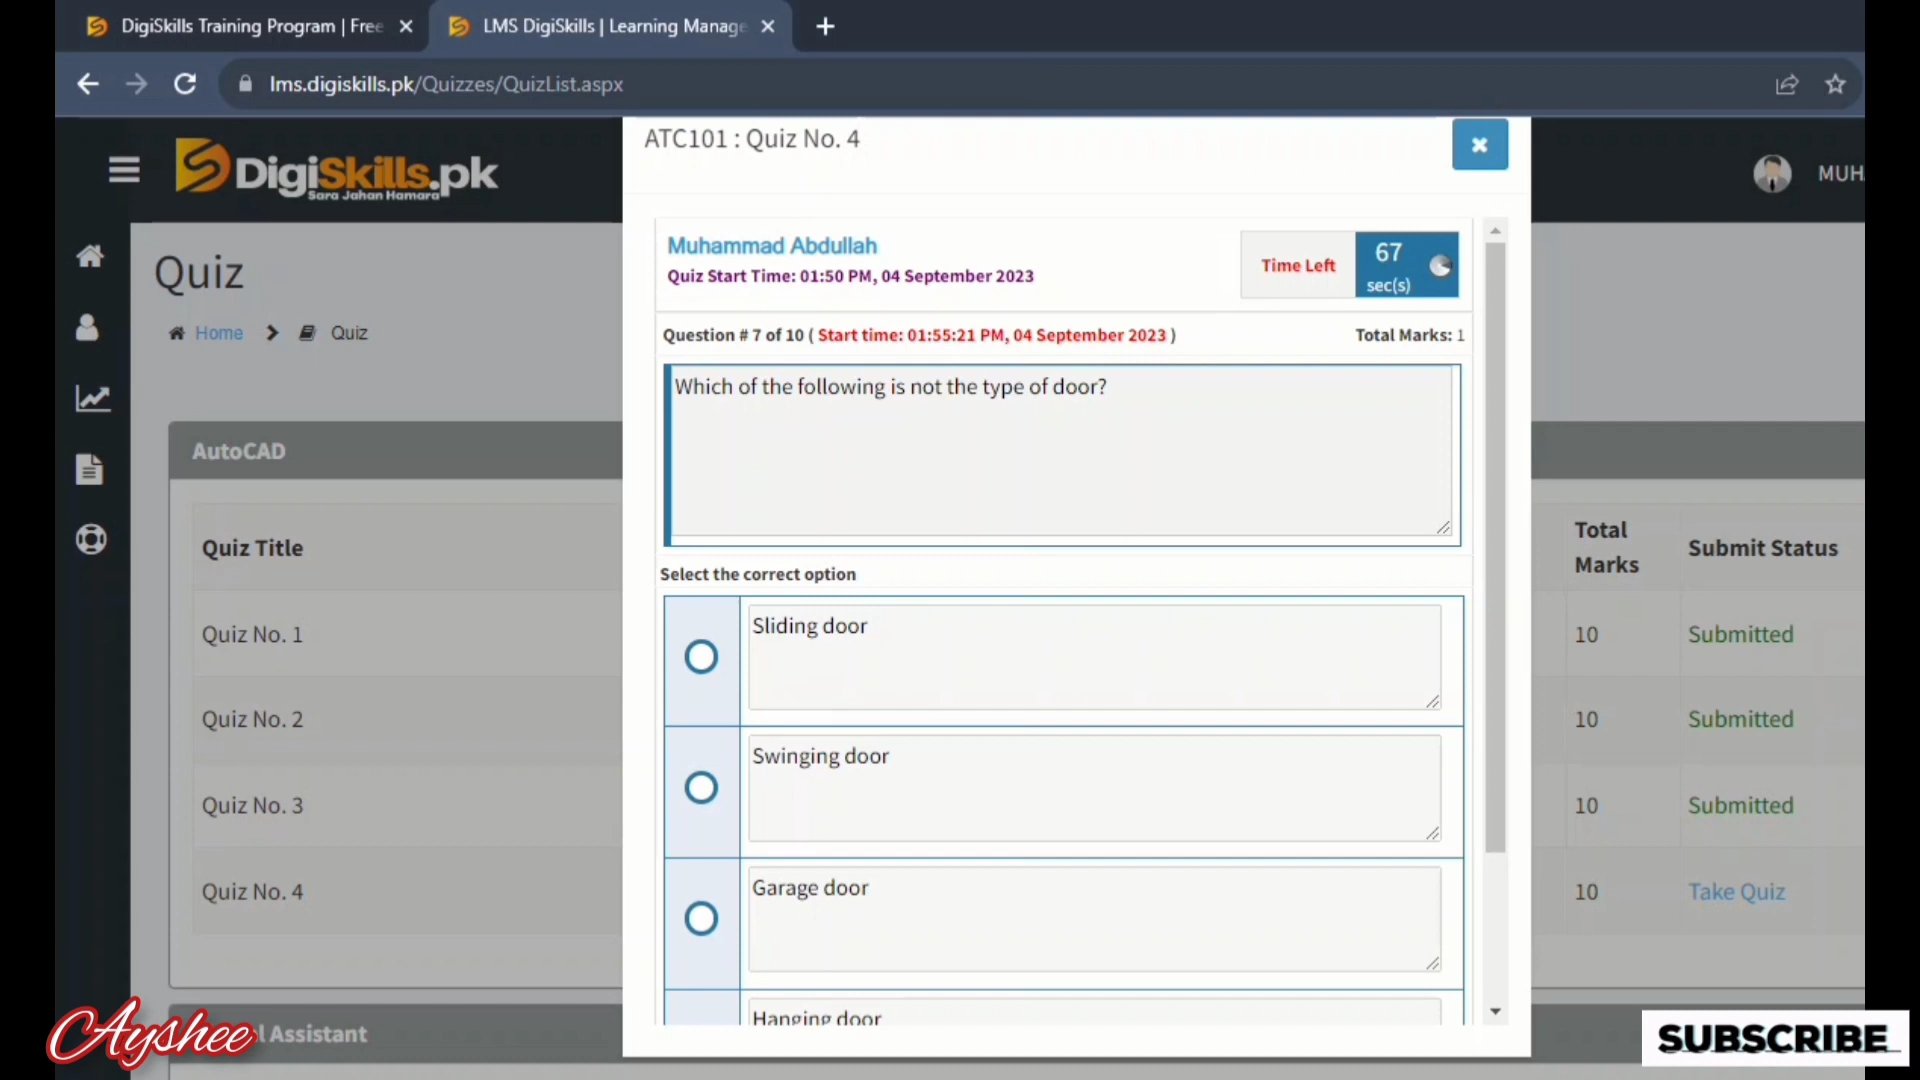 DigiSkills Training Program | Free
LMS DigiSkills | Learning Manage
lms.digiskills.pk/Quizzes/QuizList.aspx
DigiSkills.pk
Sara Jahan Hamara
MUH
ATC101 : Quiz No. 4
Muhammad Abdullah
Quiz Start Time: 01:50 PM, 04 September 2023
Time Left
67
sec(s)
Question # 7 of 10 ( Start time: 01:55:21 PM, 04 September 2023 )
Total Marks: 1
Which of the following is not the type of door?
Select the correct option
Sliding door
Swinging door
Garage door
Hanging door
Quiz
Home
Quiz
AutoCAD
Quiz Title
Total
Marks
Submit Status
Quiz No. 1
10
Submitted
Quiz No. 2
10
Submitted
Quiz No. 3
10
Submitted
Quiz No. 4
10
Take Quiz
l Assistant
Ayshee
SUBSCRIBE